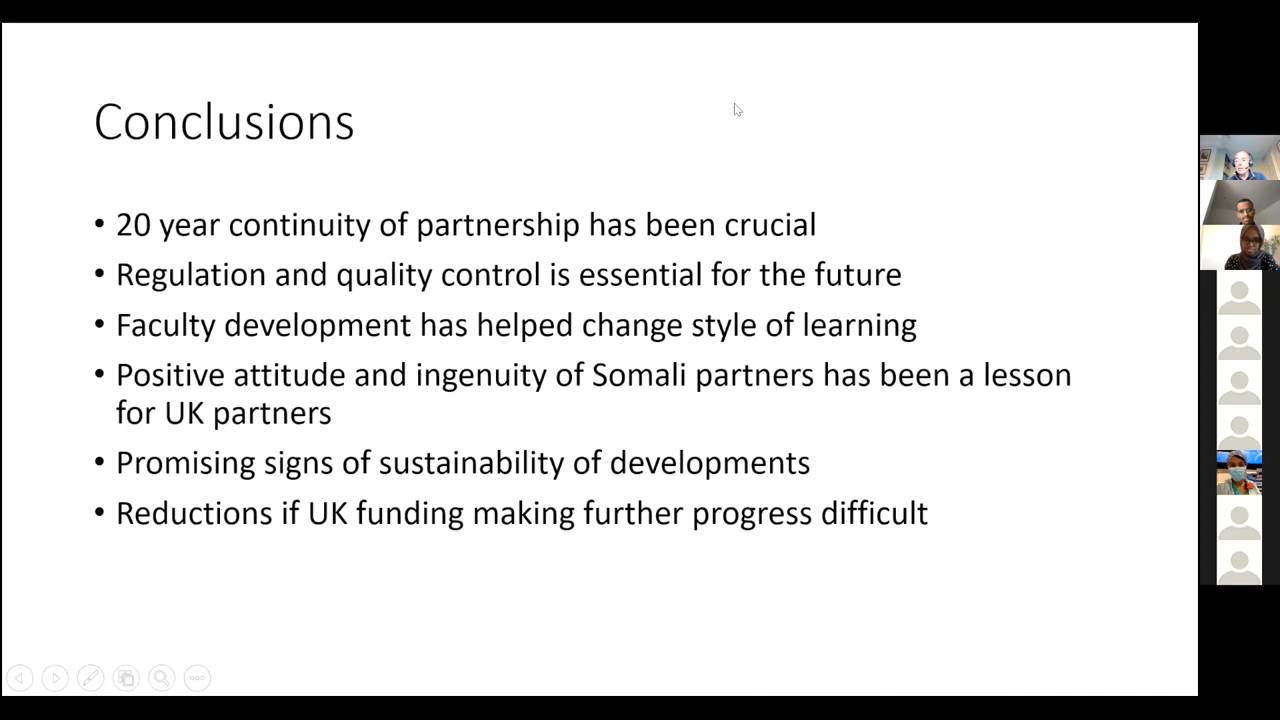 Conclusions
• 20 year continuity of partnership has been crucial
• Regulation and quality control is essential for the future
• Faculty development has helped change style of learning
• Positive attitude and ingenuity of Somali partners has been a lesson
for UK partners
• Promising signs of sustainability of developments
• Reductions if UK funding making further progress difficult